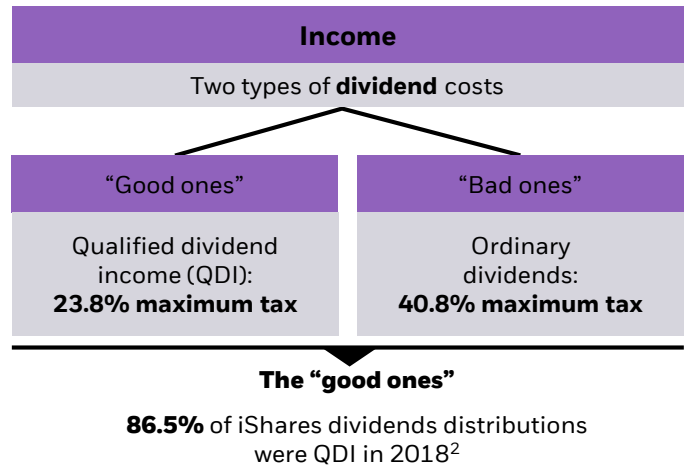 Income
Two types of dividend costs
“Good ones”
Qualified dividend
income (QDI):
23.8% maximum tax
“Bad ones”
Ordinary
dividends:
40.8% maximum tax
The “good ones”
86.5% of iShares dividends distributions
were QDI in 2018²